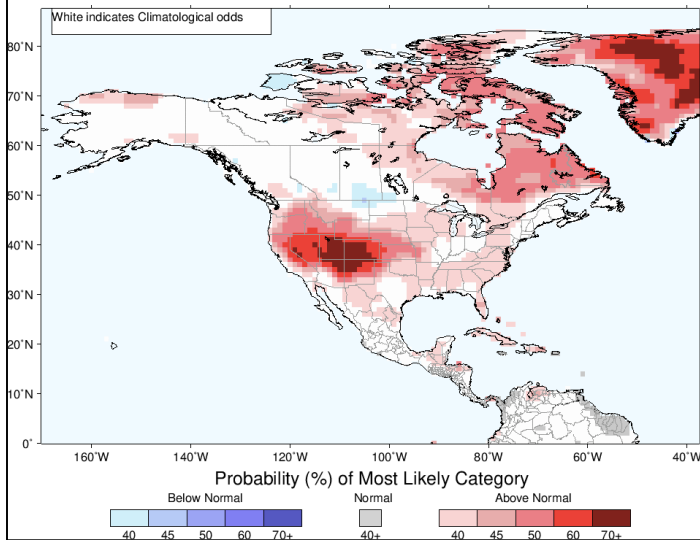 White indicates Climatological odds
80°N
70°N
60°N
50°N
40°N
30°N
20°N
10°N
0°
160°W 140°W 120°W 100°W 80°W 60°W 40°W
Probability (%) of Most Likely Category
Below Normal Normal Above Normal
40 45 50 60 70+ 40+ 40 45 50 60 70+